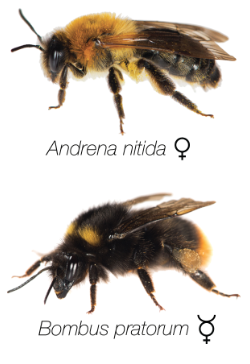 Andrena nitida ♀
Bombus pratorum ☿